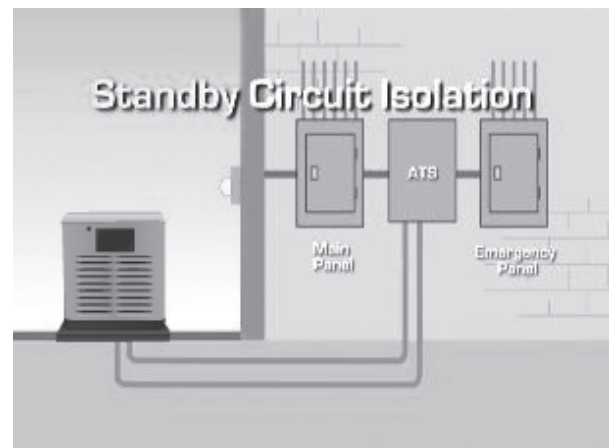 Standby Circuit Isolation
ATS
Main
Panel
Emergency
Panel